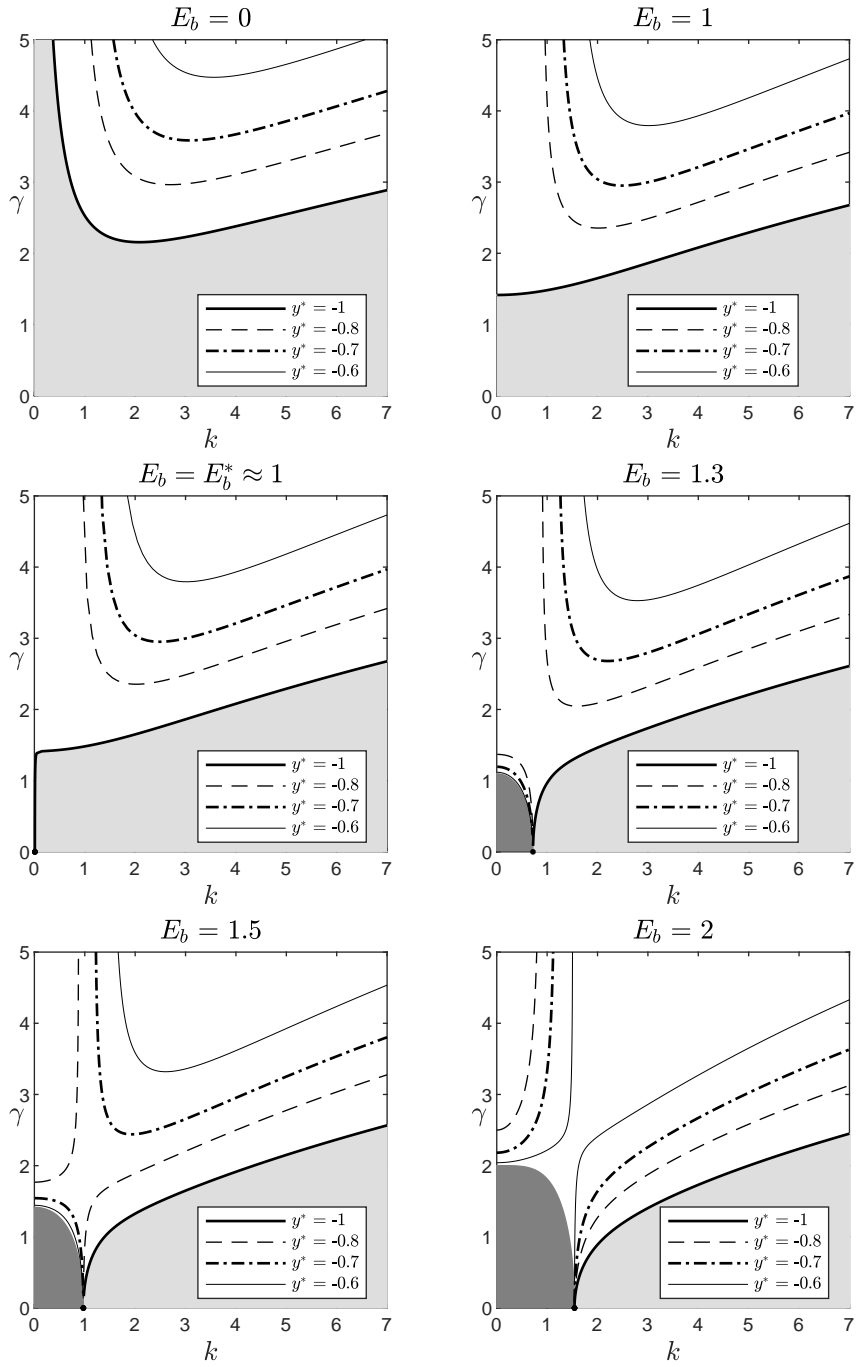 E_b = 0
5
4
3
γ
2
1
0
0 1 2 3 4 5 6 7
k
y* = -1
y* = -0.8
y* = -0.7
y* = -0.6
E_b = 1
5
4
3
γ
2
1
0
0 1 2 3 4 5 6 7
k
y* = -1
y* = -0.8
y* = -0.7
y* = -0.6
E_b = E_b* ≈ 1
5
4
3
γ
2
1
0
0 1 2 3 4 5 6 7
k
y* = -1
y* = -0.8
y* = -0.7
y* = -0.6
E_b = 1.3
5
4
3
γ
2
1
0
0 1 2 3 4 5 6 7
k
y* = -1
y* = -0.8
y* = -0.7
y* = -0.6
E_b = 1.5
5
4
3
γ
2
1
0
0 1 2 3 4 5 6 7
k
y* = -1
y* = -0.8
y* = -0.7
y* = -0.6
E_b = 2
5
4
3
γ
2
1
0
0 1 2 3 4 5 6 7
k
y* = -1
y* = -0.8
y* = -0.7
y* = -0.6